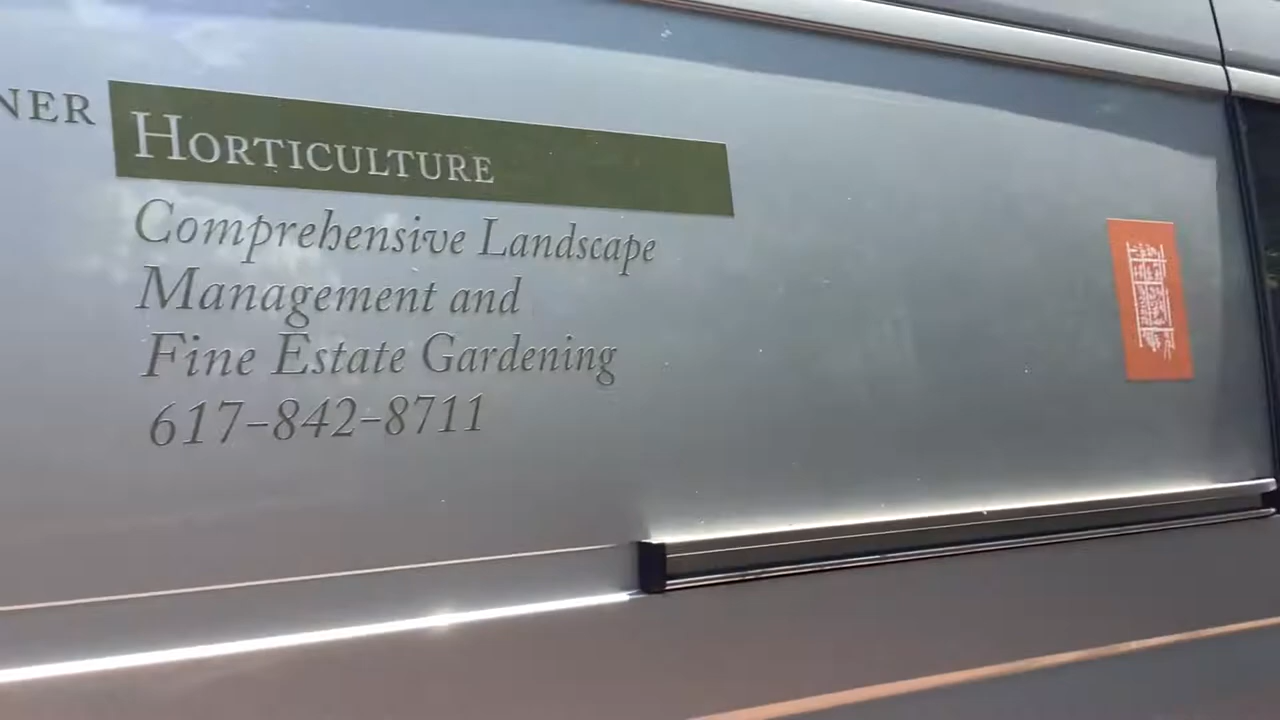 NER HORTICULTURE
Comprehensive Landscape
Management and
Fine Estate Gardening
617-842-8711